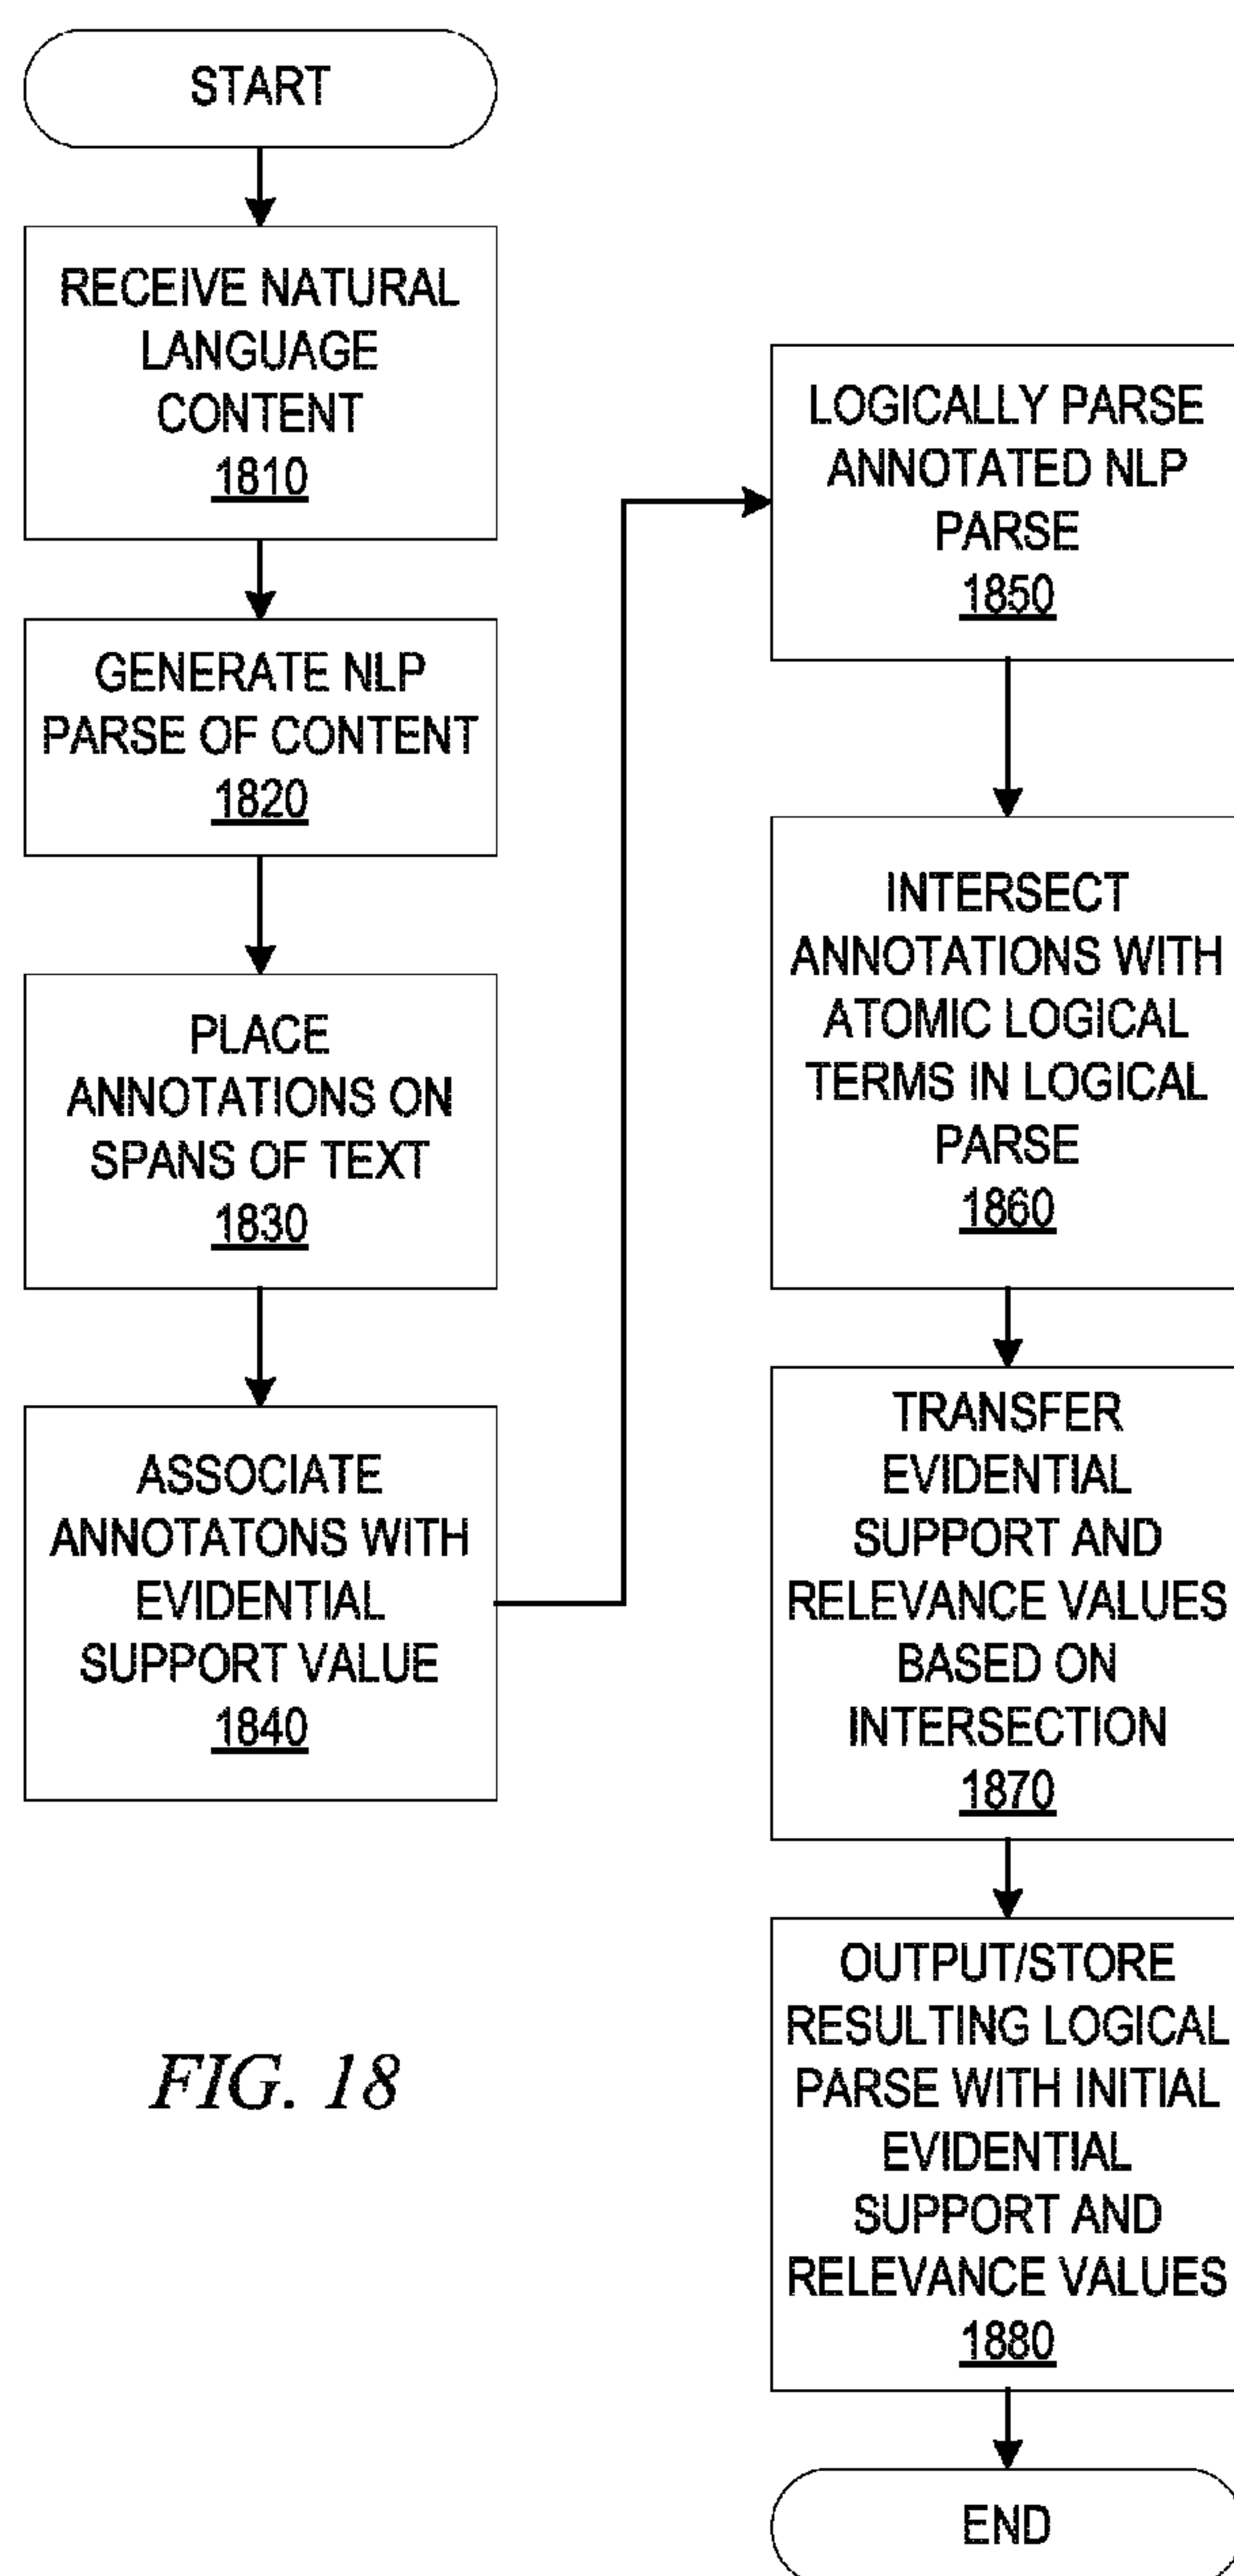 START
RECEIVE NATURAL
LANGUAGE
CONTENT
1810
GENERATE NLP
PARSE OF CONTENT
1820
PLACE
ANNOTATIONS ON
SPANS OF TEXT
1830
ASSOCIATE
ANNOTATONS WITH
EVIDENTIAL
SUPPORT VALUE
1840
LOGICALLY PARSE
ANNOTATED NLP
PARSE
1850
INTERSECT
ANNOTATIONS WITH
ATOMIC LOGICAL
TERMS IN LOGICAL
PARSE
1860
TRANSFER
EVIDENTIAL
SUPPORT AND
RELEVANCE VALUES
BASED ON
INTERSECTION
1870
OUTPUT/STORE
RESULTING LOGICAL
PARSE WITH INITIAL
EVIDENTIAL
SUPPORT AND
RELEVANCE VALUES
1880
END
FIG. 18